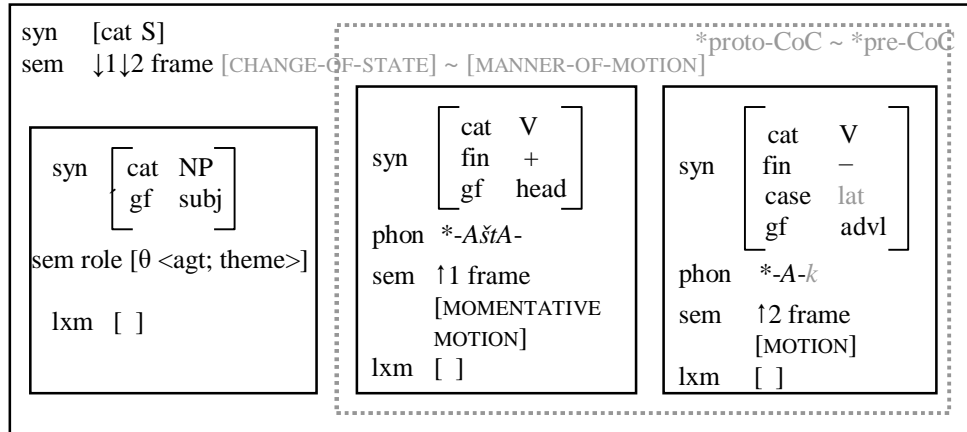 syn [cat S]
*proto-CoC ~ *pre-CoC
sem ↓1↓2 frame [CHANGE-OF-STATE] ~ [MANNER-OF-MOTION]
syn
cat NP
gf subj
sem role [θ <agt; theme>]
lxm [ ]
syn
cat V
fin +
gf head
phon *-AštA-
sem ↑1 frame
[MOMENTATIVE
MOTION]
lxm [ ]
syn
cat V
fin –
case lat
gf advl
phon *-A-k
sem ↑2 frame
[MOTION]
lxm [ ]